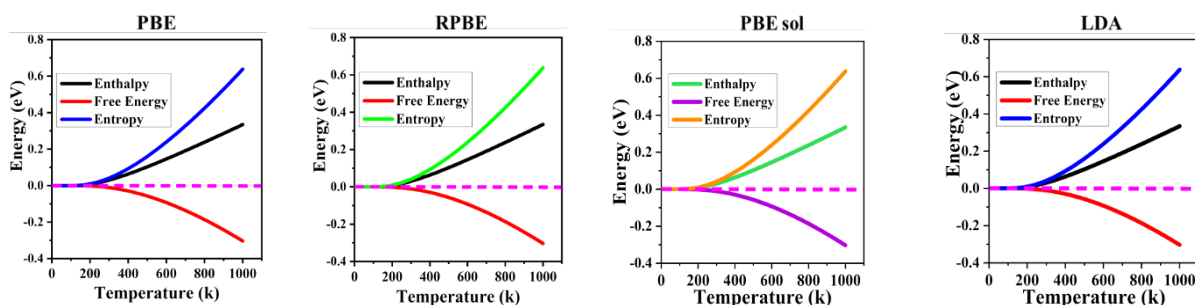 PBE
Energy (eV)
0.8
0.6
0.4
0.2
0.0
-0.2
-0.4
Enthalpy
Free Energy
Entropy
0 200 400 600 800 1000
Temperature (k)
RPBE
Energy (eV)
0.8
0.6
0.4
0.2
0.0
-0.2
-0.4
Enthalpy
Free Energy
Entropy
0 200 400 600 800 1000
Temperature (k)
PBE sol
Energy (eV)
0.8
0.6
0.4
0.2
0.0
-0.2
-0.4
Enthalpy
Free Energy
Entropy
0 200 400 600 800 1000
Temperature (k)
LDA
Energy (eV)
0.8
0.6
0.4
0.2
0.0
-0.2
-0.4
Enthalpy
Free Energy
Entropy
0 200 400 600 800 1000
Temperature (k)